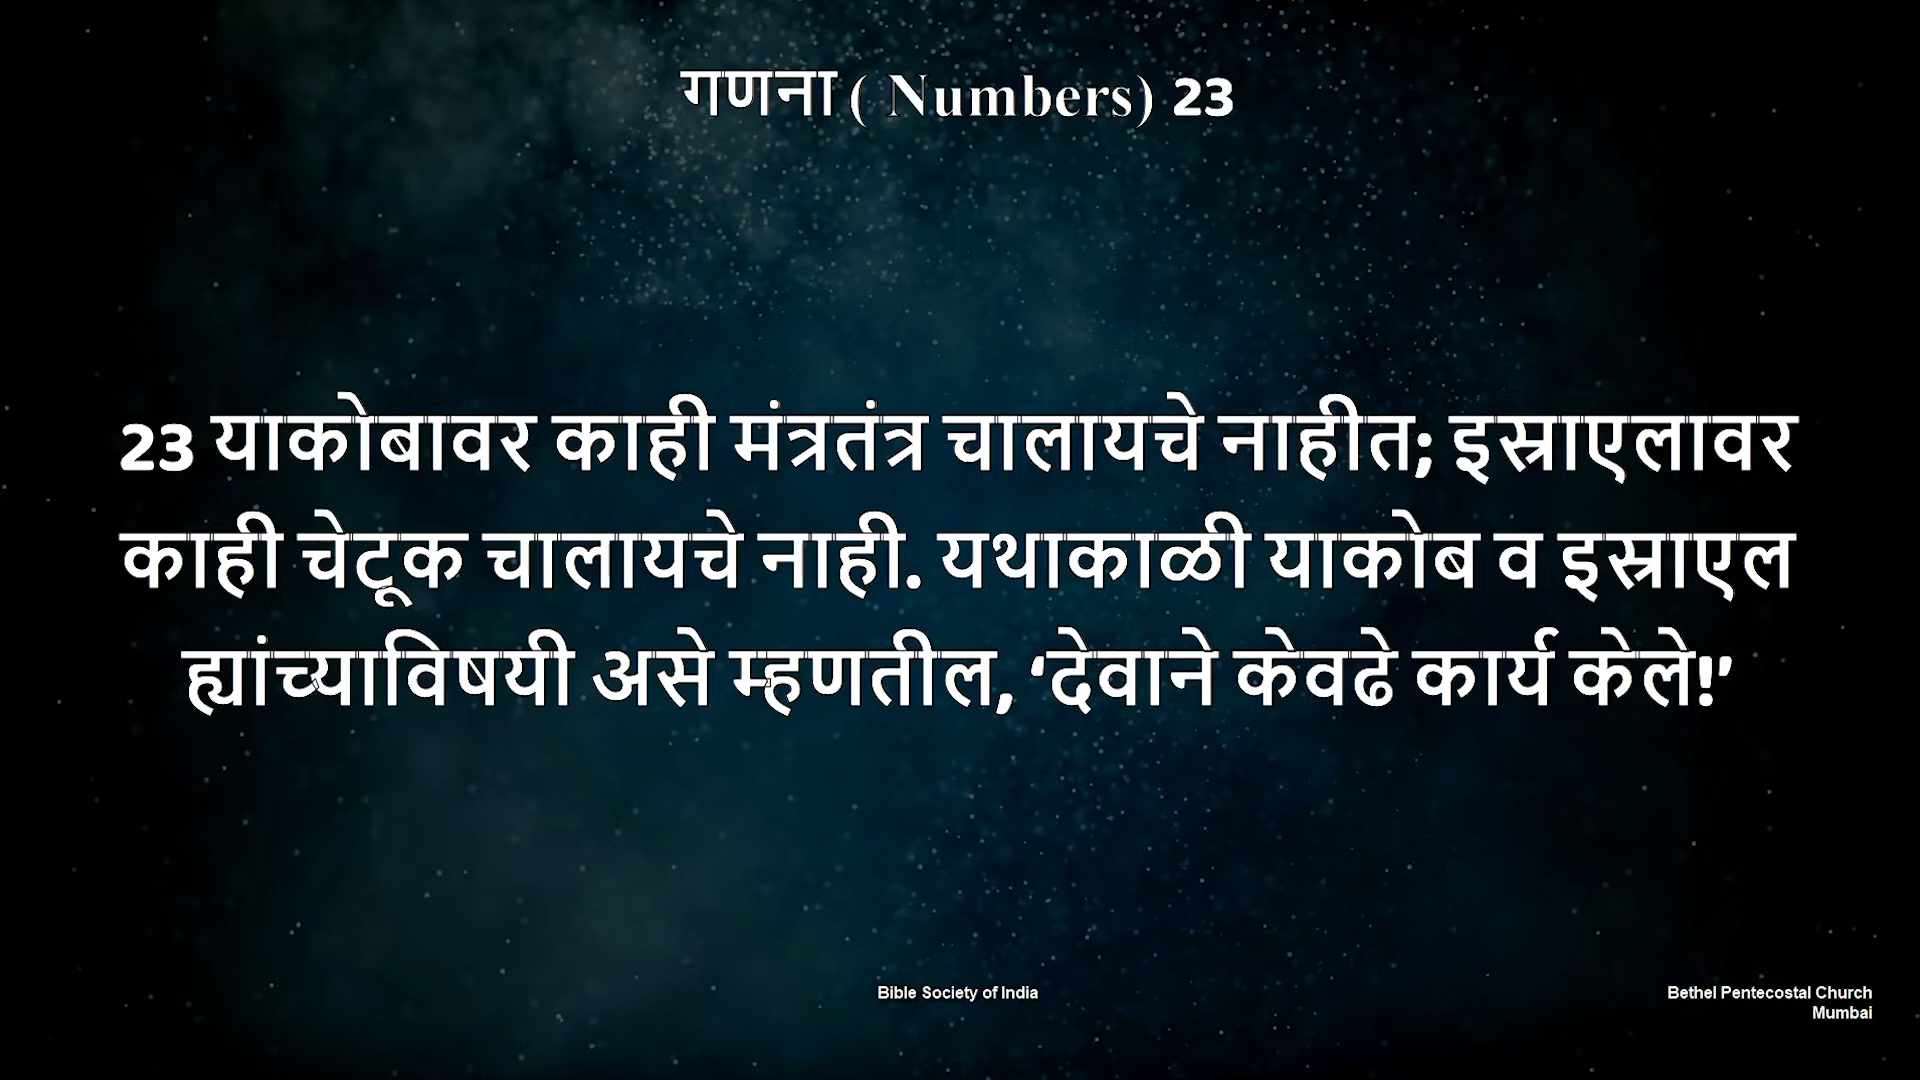 गणना ( Numbers) 23
23 याकोबावर काही मंत्रतंत्र चालायचे नाहीत; इस्राएलावर
काही चेटूक चालायचे नाही. यथाकाळी याकोब व इस्राएल
ह्यांच्याविषयी असे म्हणतील, ‘देवाने केवढे कार्य केले!’
Bible Society of India
Bethel Pentecostal Church
Mumbai